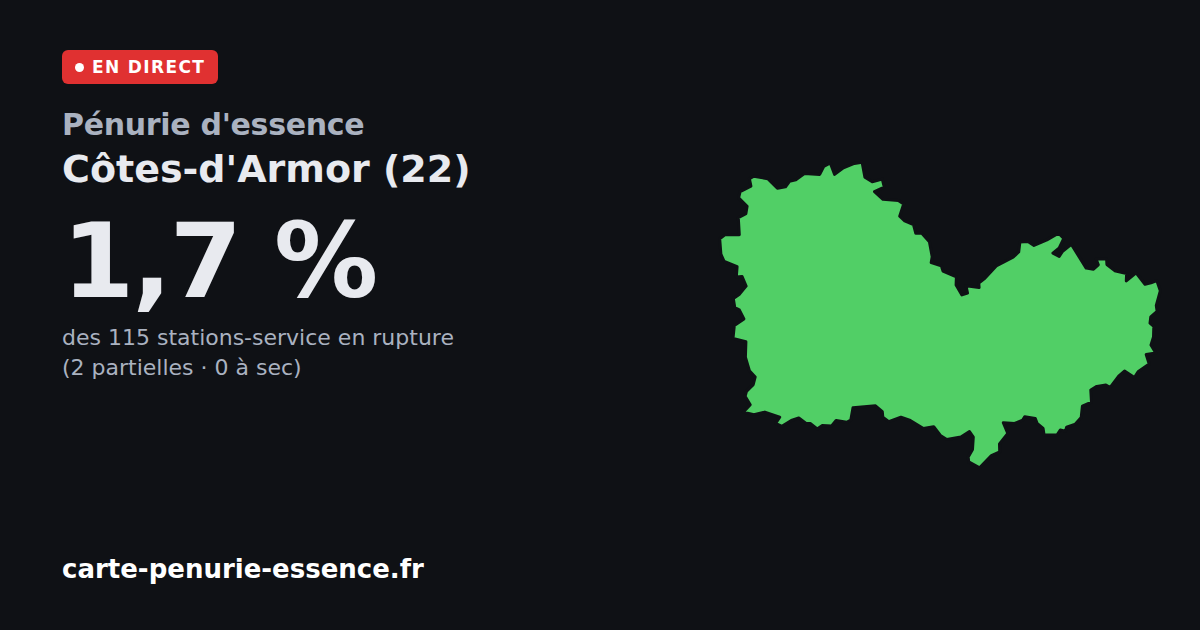 EN DIRECT
Pénurie d'essence
Côtes-d'Armor (22)
1,7 %
des 115 stations-service en rupture
(2 partielles · 0 à sec)
carte-penurie-essence.fr